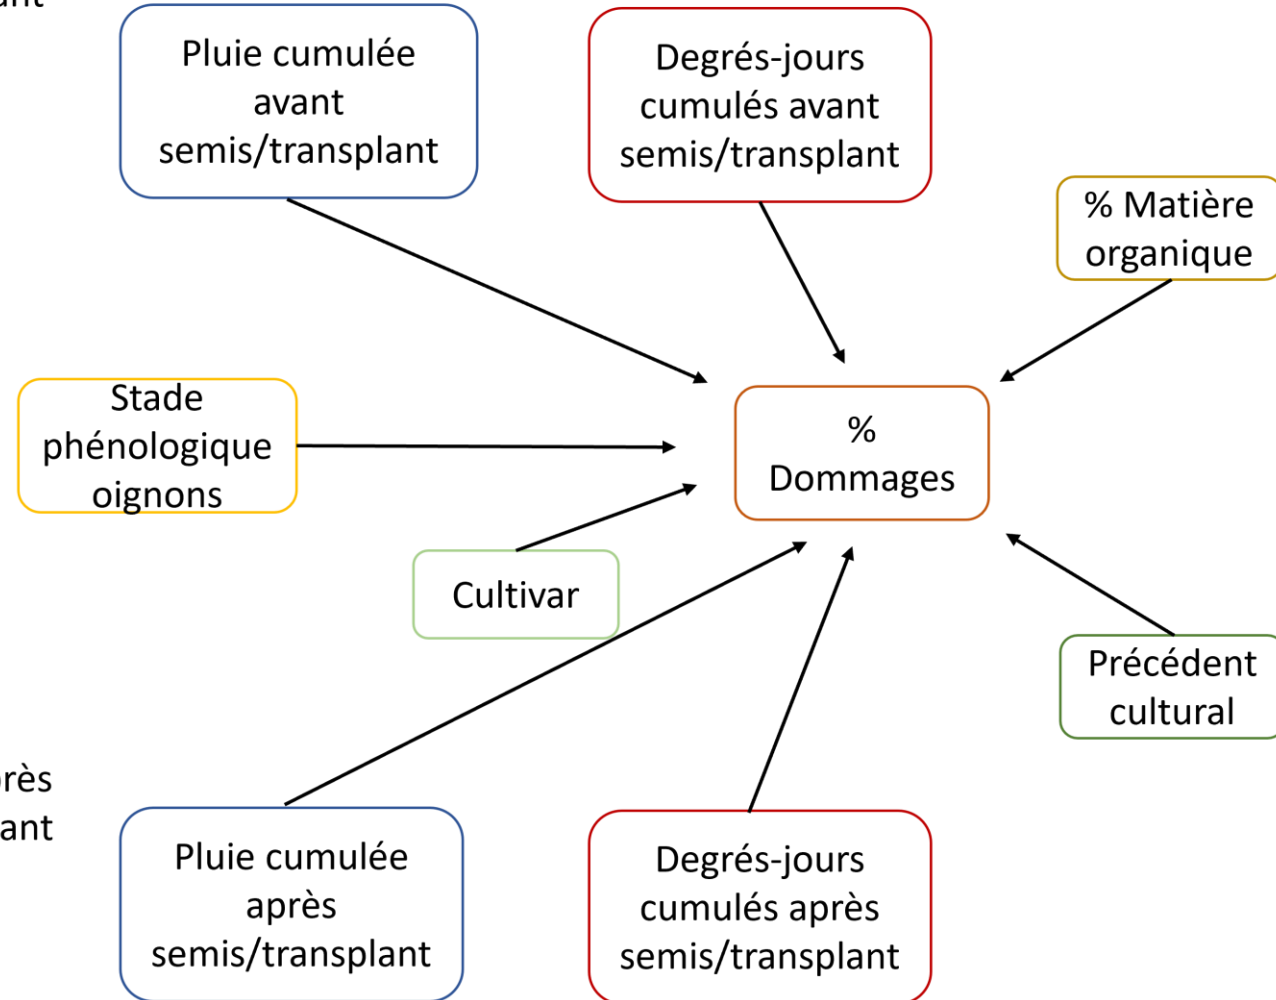 Pluie cumulée
avant
semis/transplant
Degrés-jours
cumulés avant
semis/transplant
% Matière
organique
Stade
phénologique
oignons
%
Dommages
Cultivar
Précédent
cultural
Pluie cumulée
après
semis/transplant
Degrés-jours
cumulés après
semis/transplant